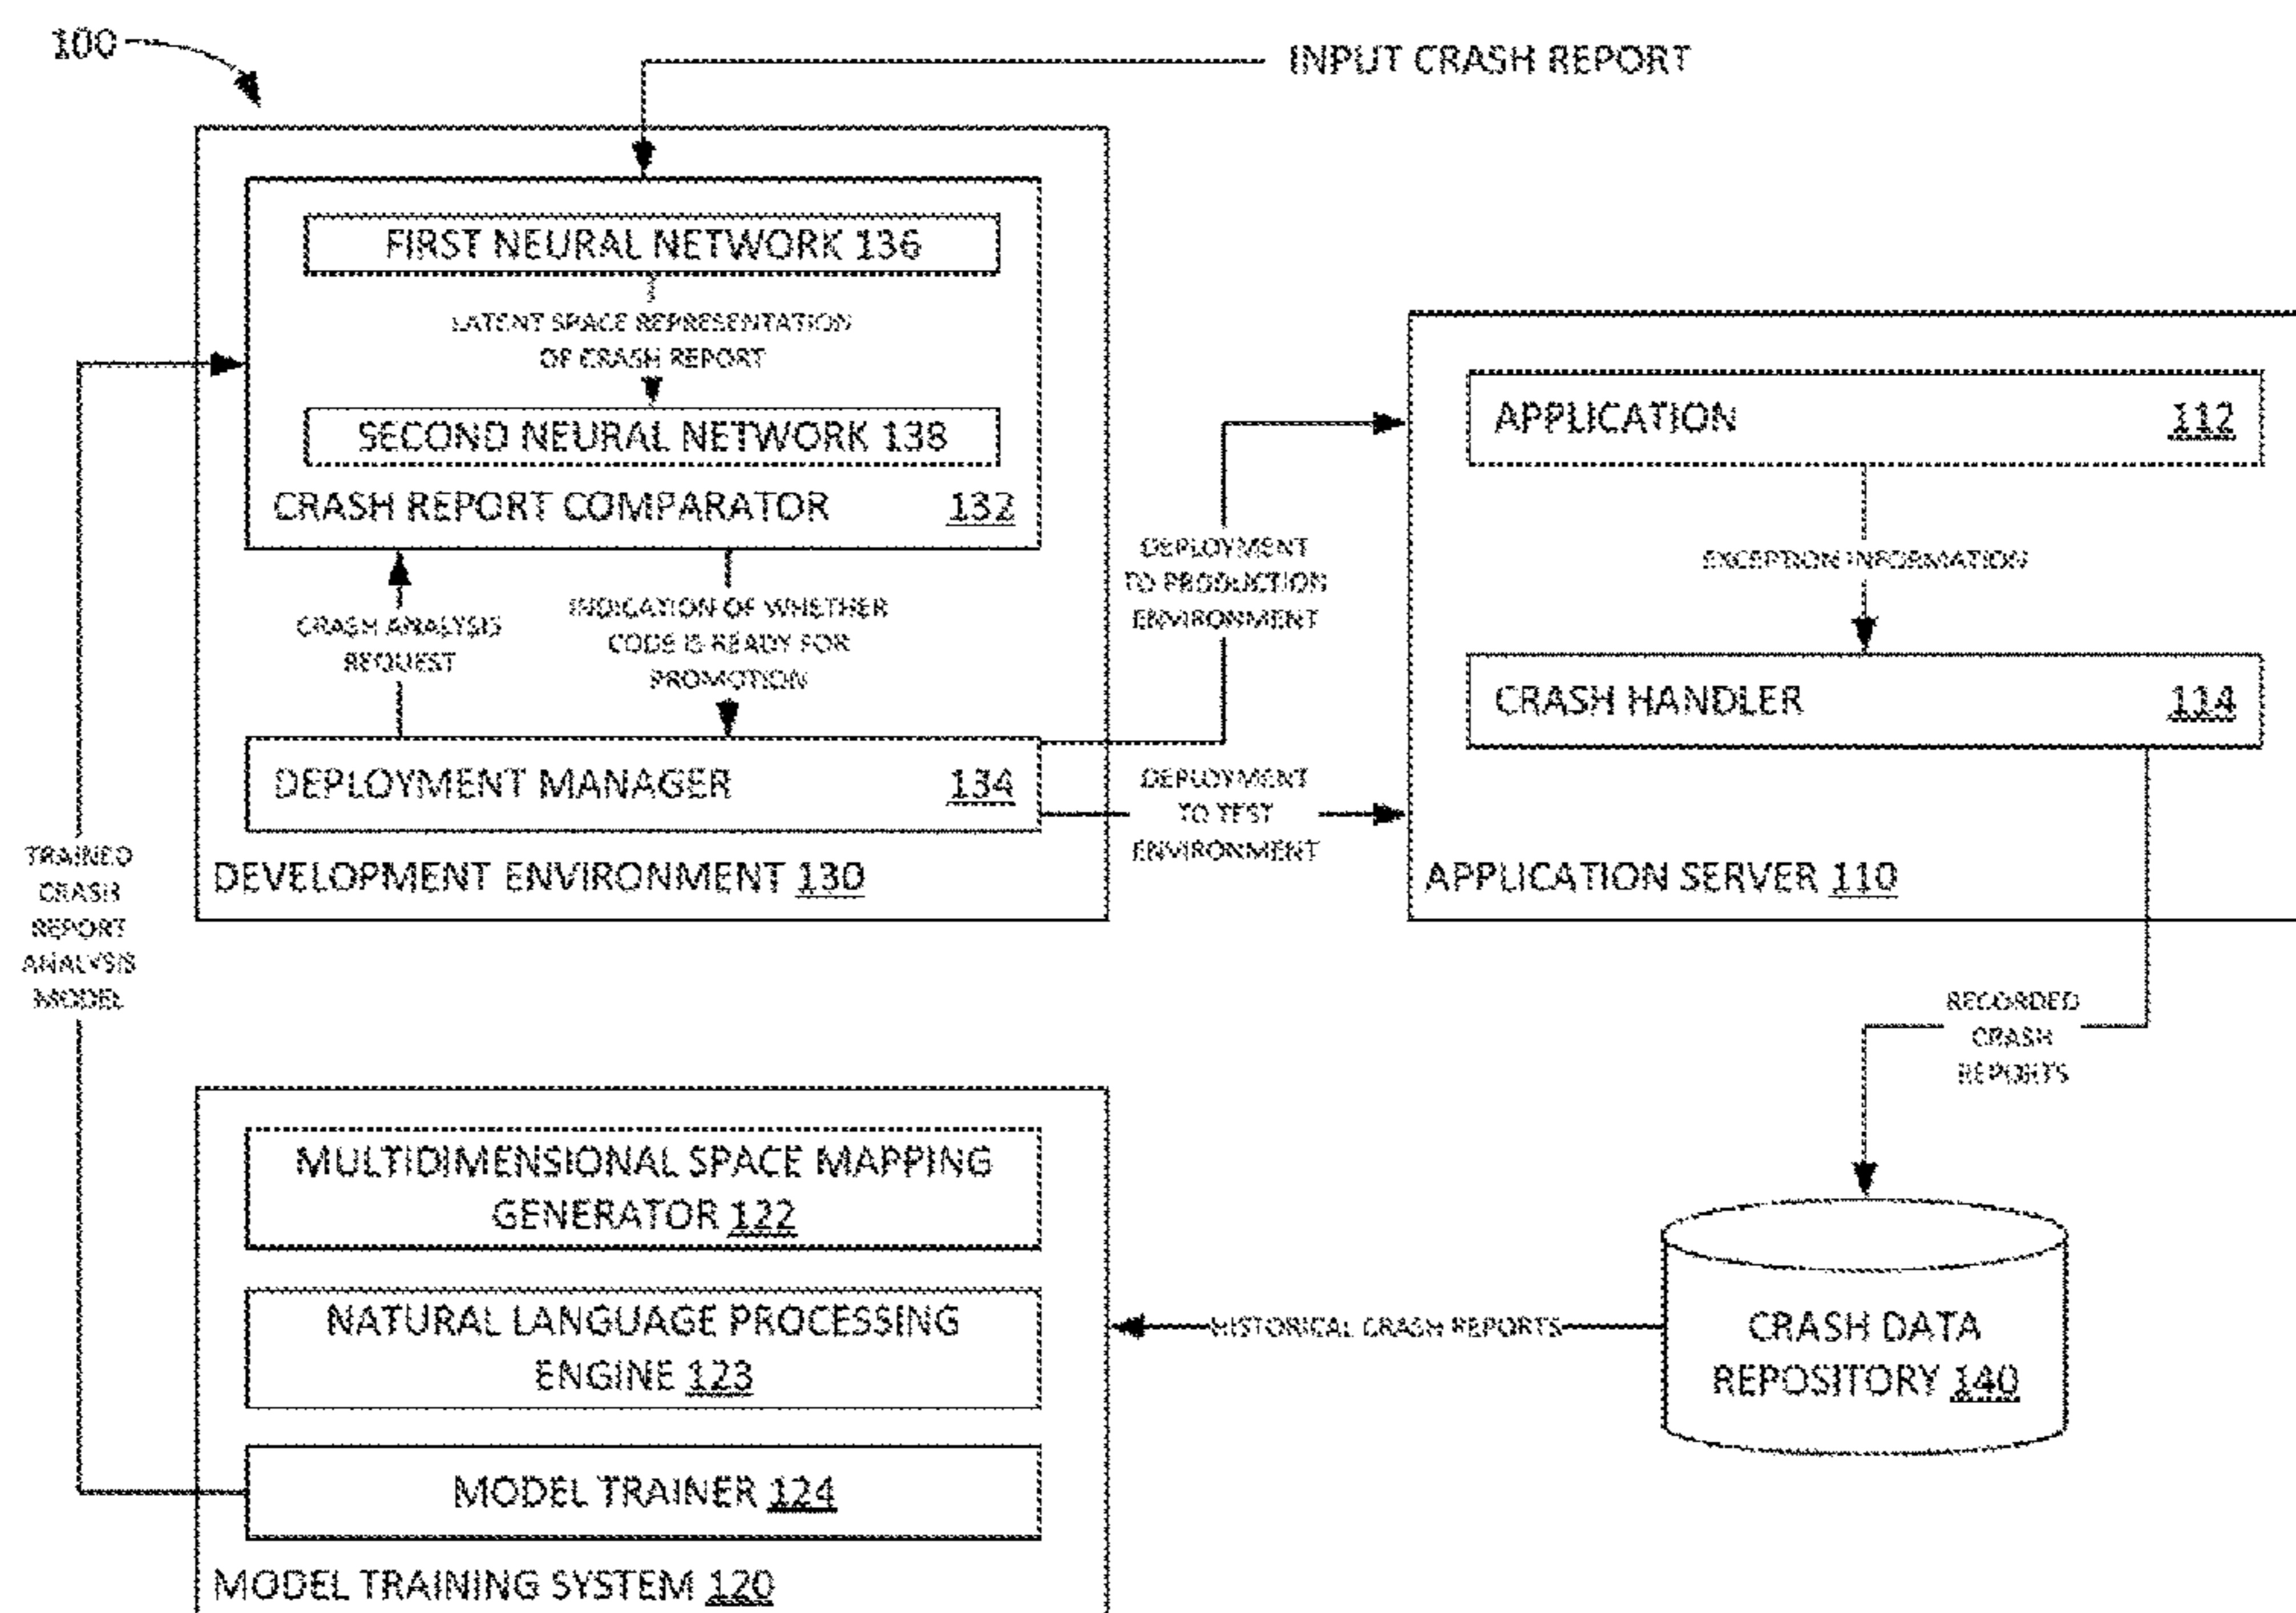 100
INPUT CRASH REPORT
FIRST NEURAL NETWORK 136
LATENT SPACE REPRESENTATION
OF CRASH REPORT
SECOND NEURAL NETWORK 138
CRASH REPORT COMPARATOR 132
CRASH ANALYSIS
REQUEST
INDICATION OF WHETHER
CODE IS READY FOR
PROMOTION
DEPLOYMENT MANAGER 134
DEVELOPMENT ENVIRONMENT 130
DEPLOYMENT
TO PRODUCTION
ENVIRONMENT
DEPLOYMENT
TO TEST
ENVIRONMENT
APPLICATION 112
EXCEPTION INFORMATION
CRASH HANDLER 114
APPLICATION SERVER 110
TRAINED
CRASH
REPORT
ANALYSIS
MODEL
RECORDED
CRASH
REPORTS
MULTIDIMENSIONAL SPACE MAPPING
GENERATOR 122
NATURAL LANGUAGE PROCESSING
ENGINE 123
MODEL TRAINER 124
MODEL TRAINING SYSTEM 120
HISTORICAL CRASH REPORTS
CRASH DATA
REPOSITORY 140